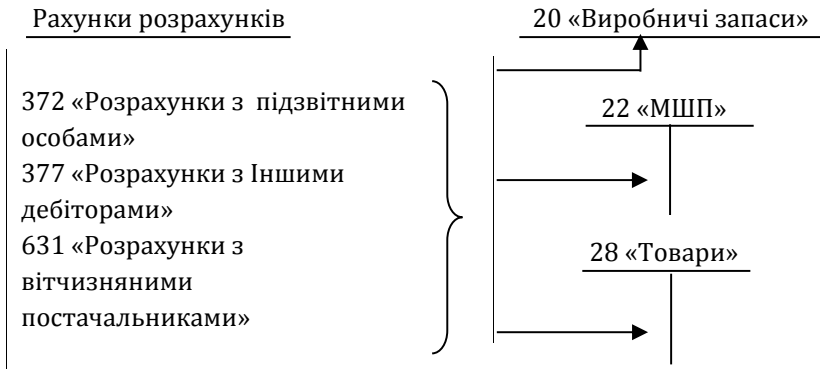 Рахунки розрахунків
20 «Виробничі запаси»
372 «Розрахунки з підзвітними
особами»
377 «Розрахунки з Іншими
дебіторами»
631 «Розрахунки з
вітчизняними
постачальниками»
22 «МШП»
28 «Товари»